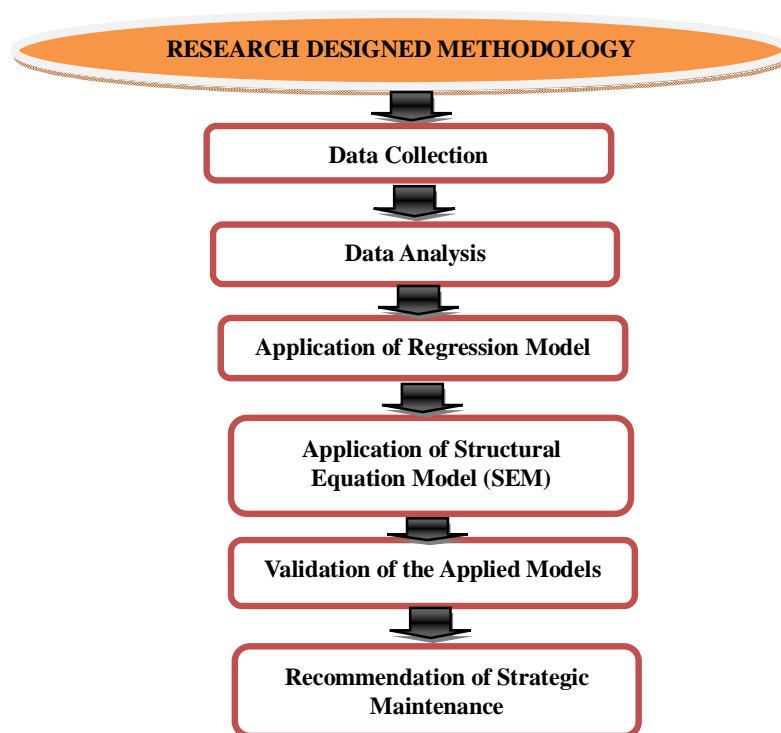 RESEARCH DESIGNED METHODOLOGY
Data Collection
Data Analysis
Application of Regression Model
Application of Structural
Equation Model (SEM)
Validation of the Applied Models
Recommendation of Strategic
Maintenance